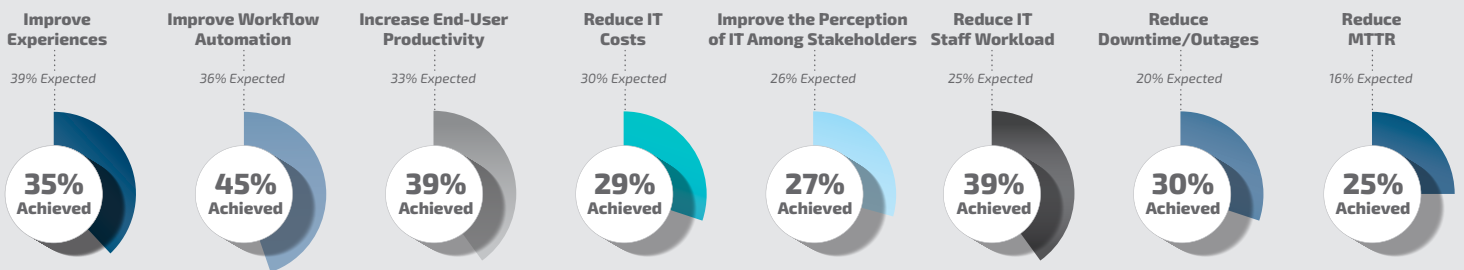 Improve
Experiences
39% Expected
35%
Achieved
Improve Workflow
Automation
36% Expected
45%
Achieved
Increase End-User
Productivity
33% Expected
39%
Achieved
Reduce IT
Costs
30% Expected
29%
Achieved
Improve the Perception
of IT Among Stakeholders
26% Expected
27%
Achieved
Reduce IT
Staff Workload
25% Expected
39%
Achieved
Reduce
Downtime/Outages
20% Expected
30%
Achieved
Reduce
MTTR
16% Expected
25%
Achieved